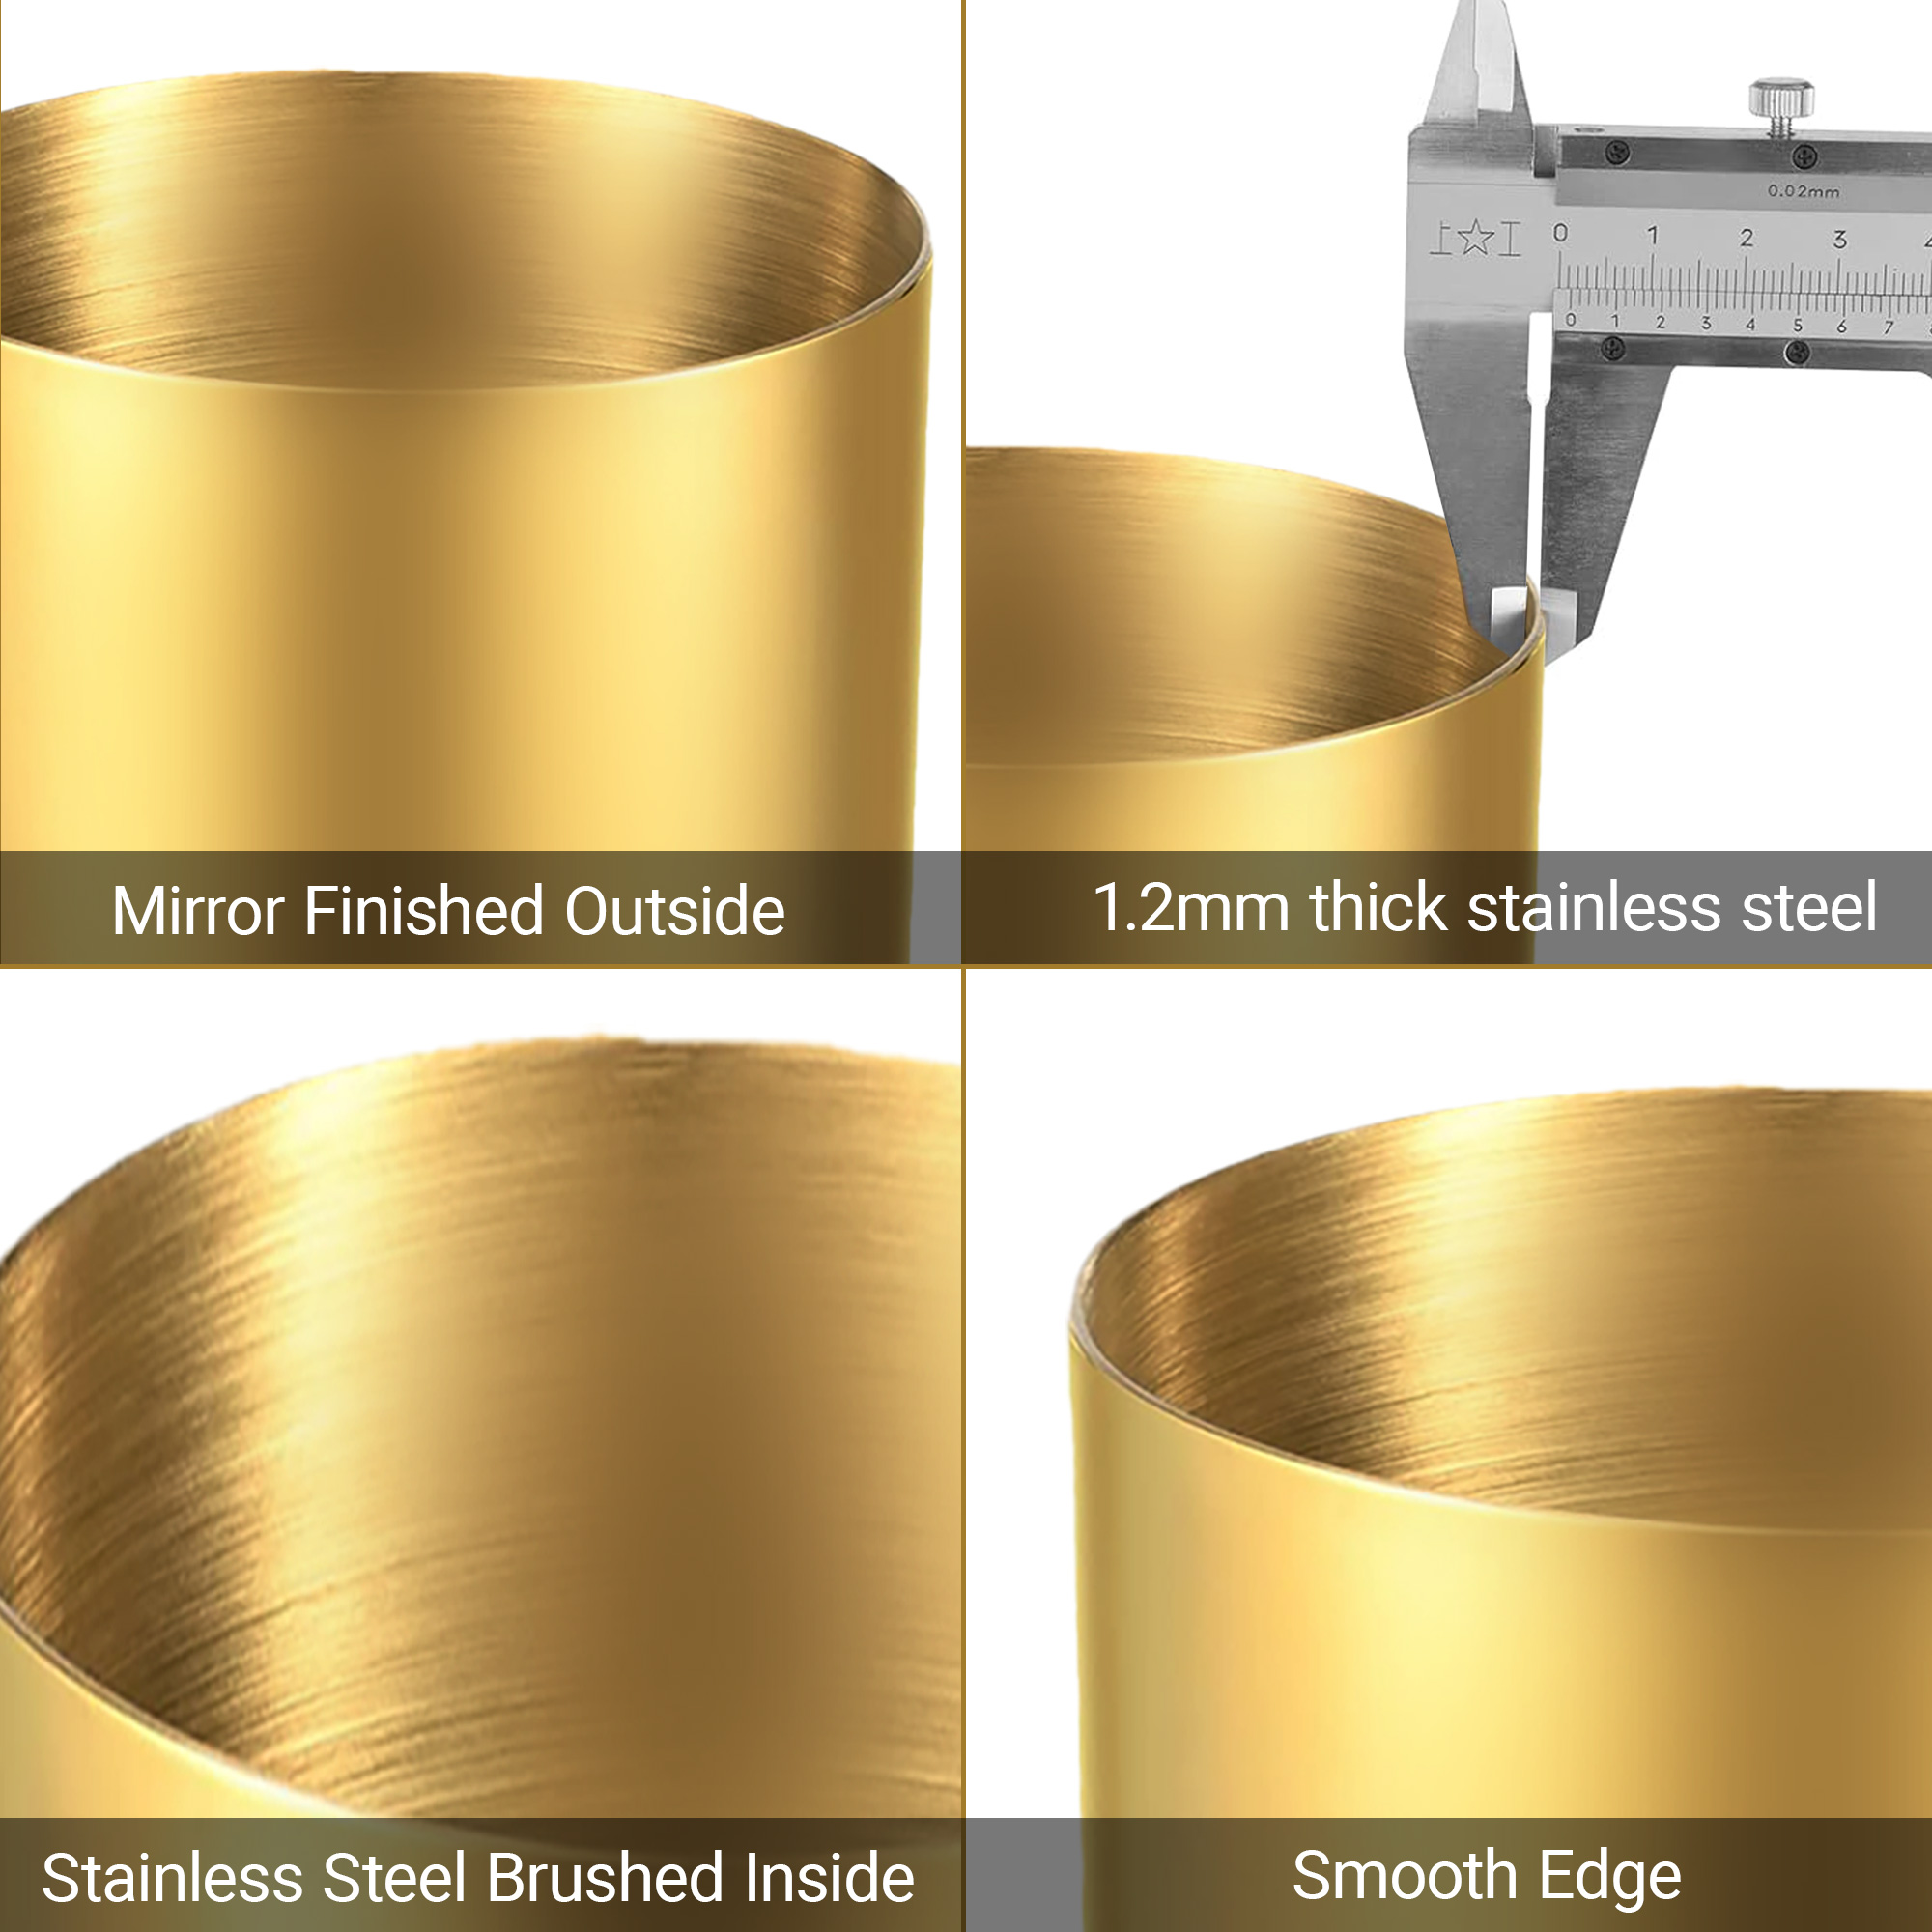 Mirror Finished Outside
0.02mm
上☆工
0 1 2 3
0 1 2 3 4 5 6 7
1.2mm thick stainless steel
Stainless Steel Brushed Inside
Smooth Edge